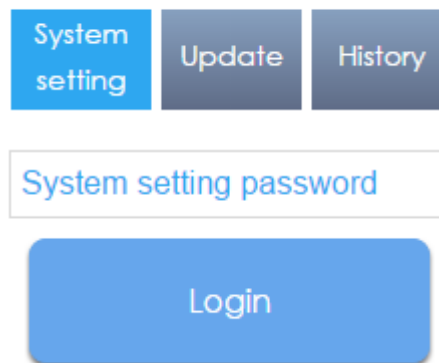 System
setting
Update
History
System setting password
Login